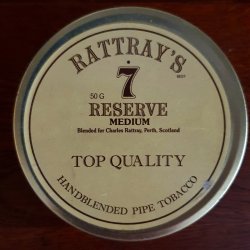 RATTRAY'S
7
50 G
RESERVE
MEDIUM
Blended for Charles Rattray, Perth, Scotland
TOP QUALITY
HANDBLENDED PIPE TOBACCO